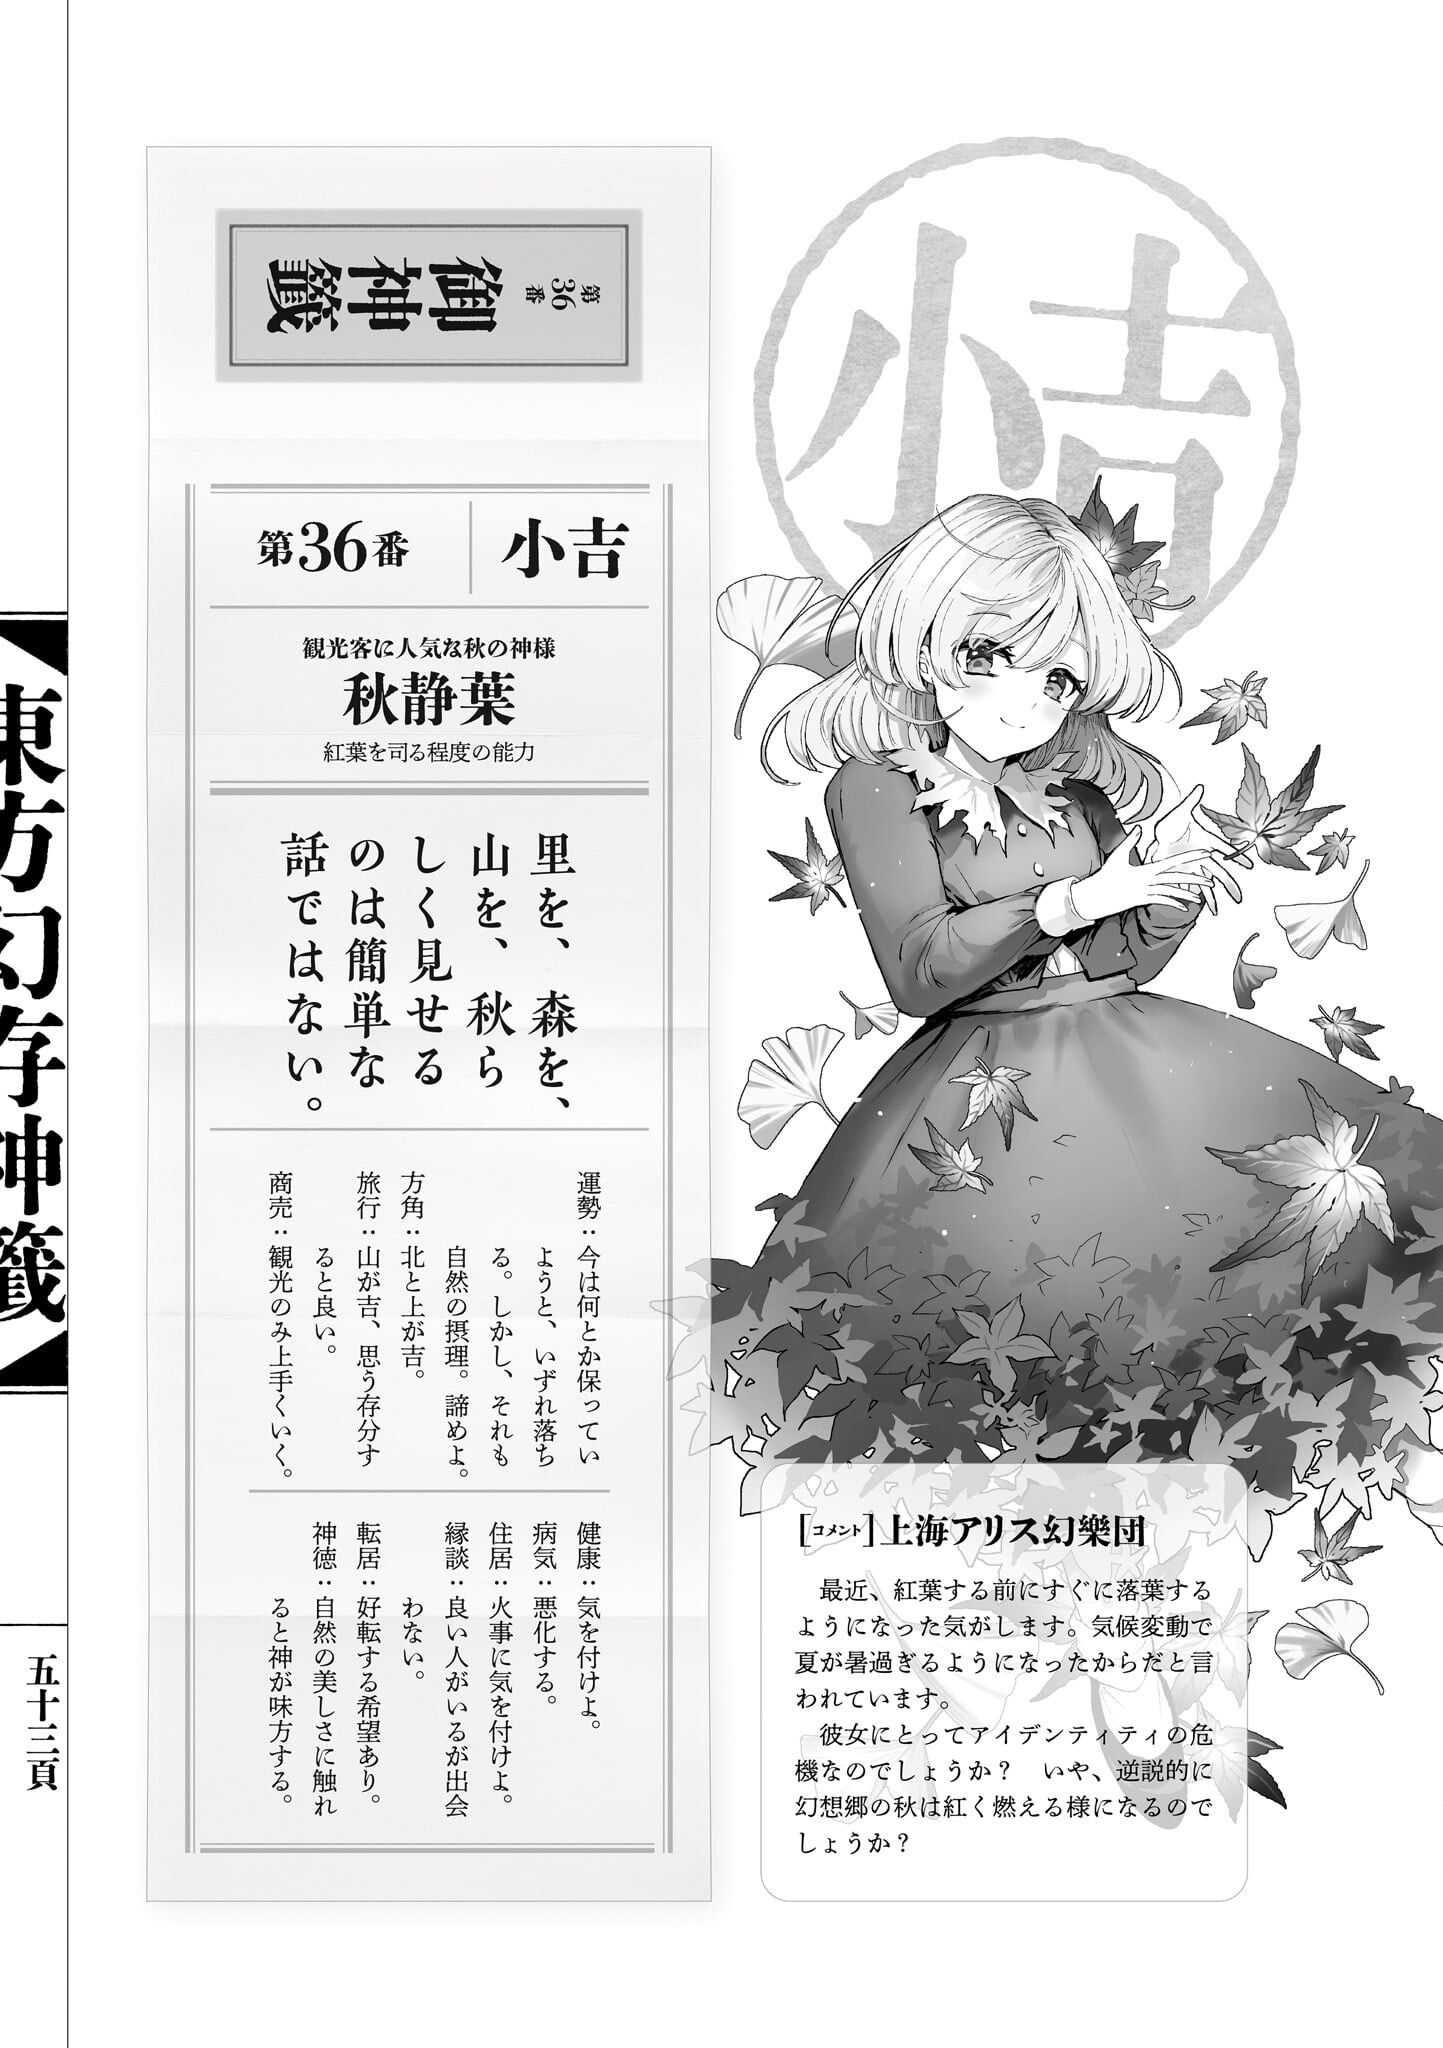 小吉
御神籤
第36番
第36番
小吉
観光客に人気な秋の神様
秋静葉
紅葉を司る程度の能力
里を、森を、
山を、秋ら
しく見せる
のは簡単な
話ではない。
運勢：今は何とか保ってい
ようと、いずれ落ち
る。しかし、それも
自然の摂理。諦めよ。
方角：北と上が吉。
旅行：山が吉、思う存分す
ると良い。
商売：観光のみ上手くいく。
健康：気を付けよ。
病気：悪化する。
住居：火事に気を付けよ。
縁談：良い人がいるが出会
わない。
転居：好転する希望あり。
神徳：自然の美しさに触れ
ると神が味方する。
[コメント]上海アリス幻樂団
　最近、紅葉する前にすぐに落葉する
ようになった気がします。気候変動で
夏が暑過ぎるようになったからだと言
われています。
　彼女にとってアイデンティティの危
機なのでしょうか？　いや、逆説的に
幻想郷の秋は紅く燃える様になるので
しょうか？
東方幻存神籤
五十三頁